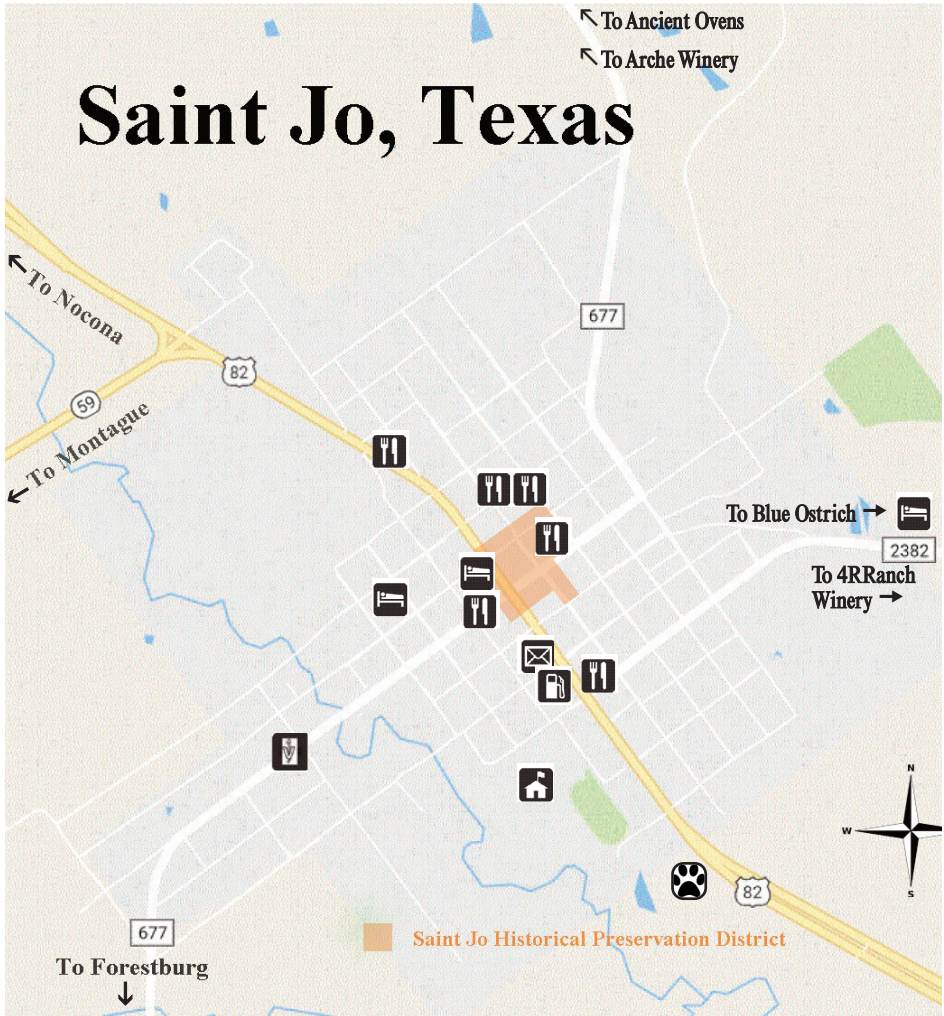 To Ancient Ovens
To Arche Winery
Saint Jo, Texas
To Nocona
677
82
59
To Montague
To Blue Ostrich
2382
To 4RRanch
Winery
N
W
S
82
677
Saint Jo Historical Preservation District
To Forestburg